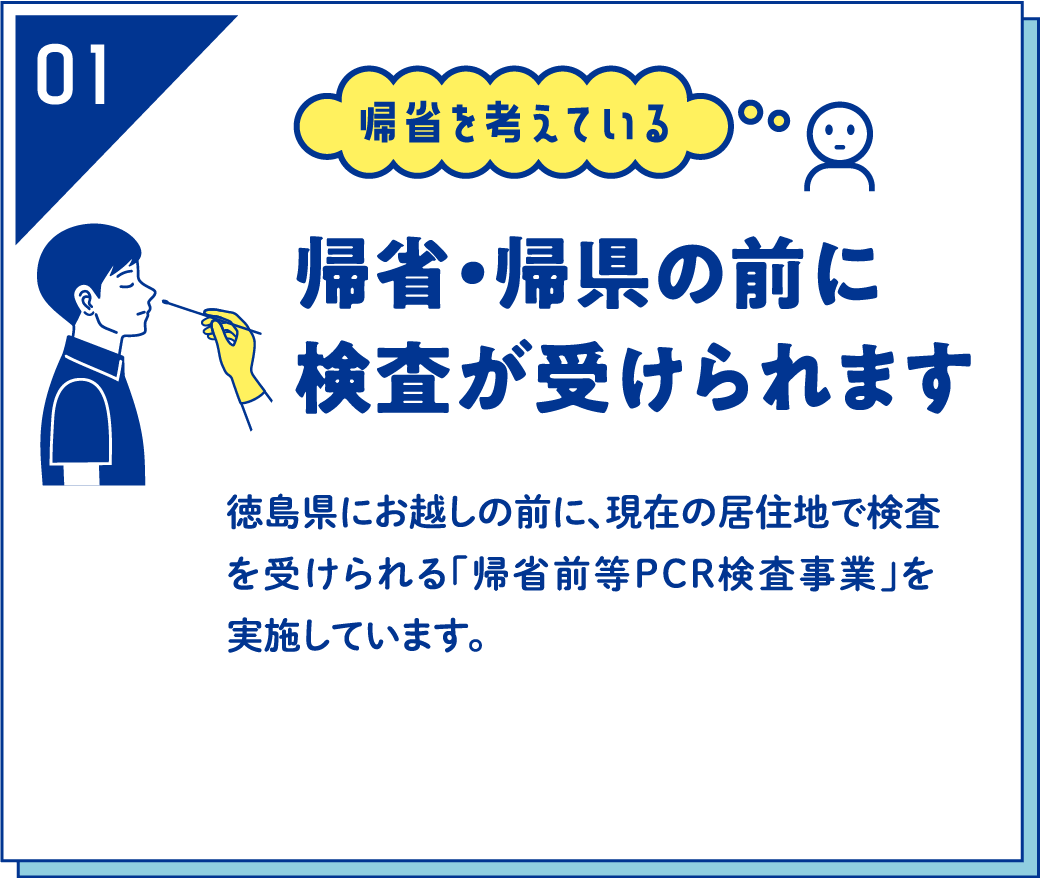 01
帰省を考えている
帰省・帰県の前に
検査が受けられます
徳島県にお越しの前に、現在の居住地で検査
を受けられる「帰省前等PCR検査事業」を
実施しています。